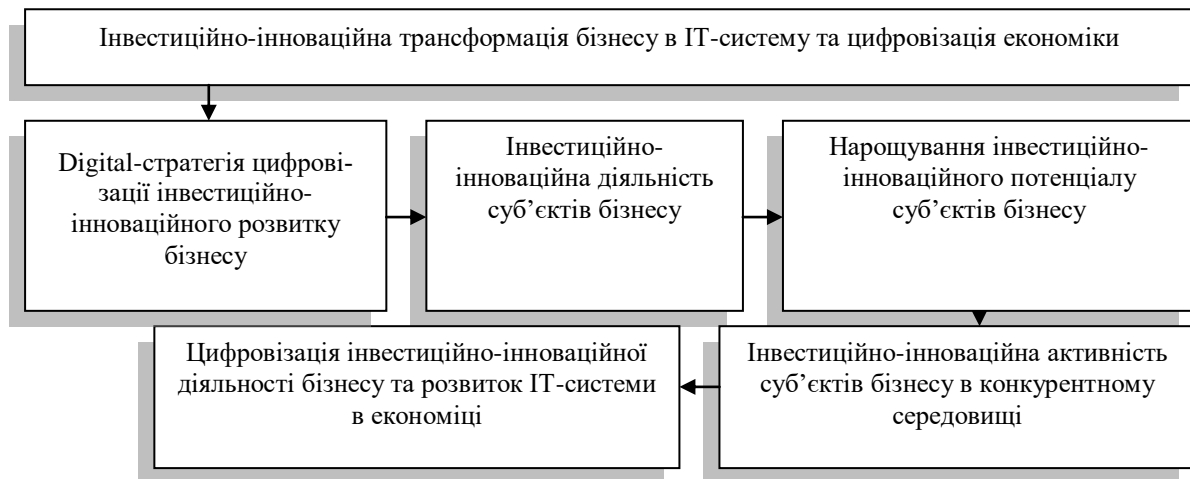 Інвестиційно-інноваційна трансформація бізнесу в ІТ-систему та цифровізація економіки
Digital-стратегія цифрові-
зації інвестиційно-
інноваційного розвитку
бізнесу
Інвестиційно-
інноваційна діяльність
суб’єктів бізнесу
Нарощування інвестиційно-
інноваційного потенціалу
суб’єктів бізнесу
Інвестиційно-інноваційна активність
суб’єктів бізнесу в конкурентному
середовищі
Цифровізація інвестиційно-інноваційної
діяльності бізнесу та розвиток ІТ-системи
в економіці